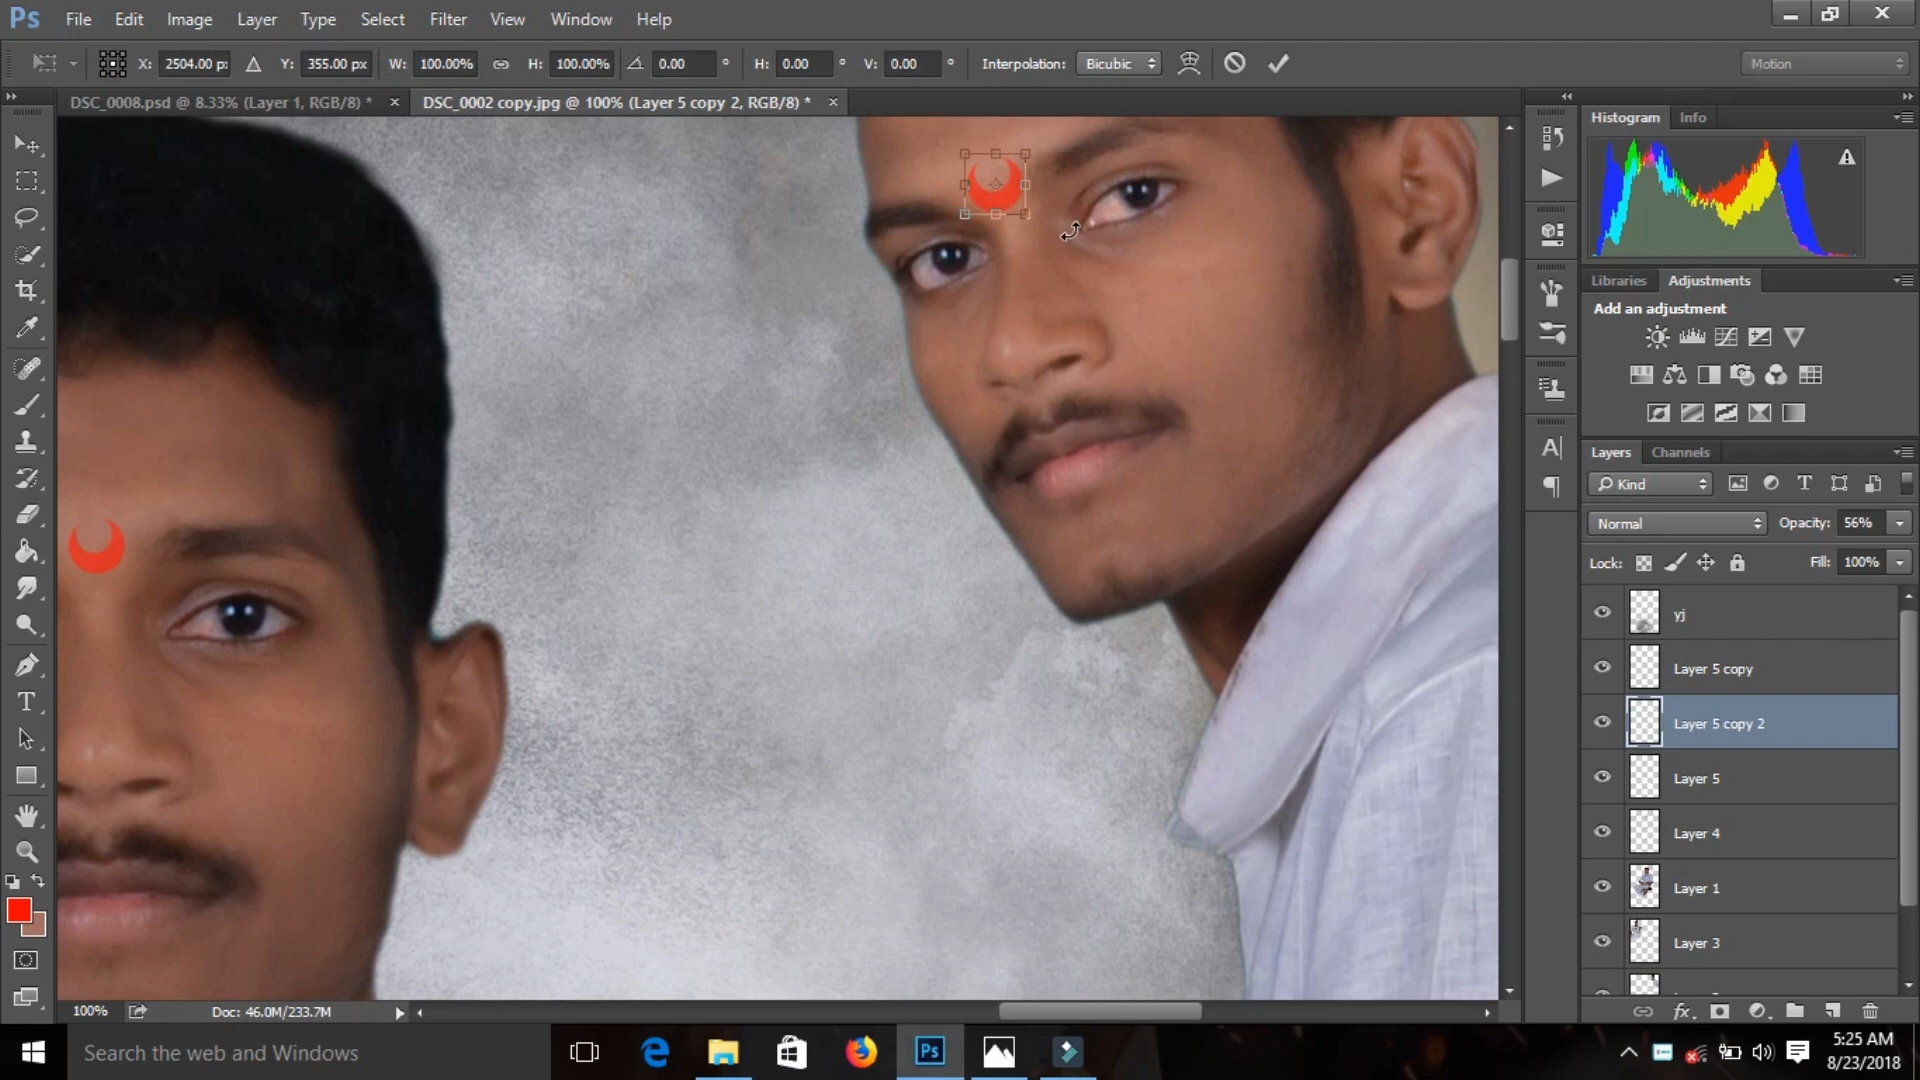 Ps File Edit Image Layer Type Select Filter View Window Help
X: 2504.00 px Y: 355.00 px W: 100.00% H: 100.00% 0.00 ° H: 0.00 ° V: 0.00 ° Interpolation: Bicubic Motion
DSC_0008.psd @ 8.33% (Layer 1, RGB/8) * DSC_0002 copy.jpg @ 100% (Layer 5 copy 2, RGB/8) *
Histogram Info
Libraries Adjustments
Add an adjustment
Layers Channels
Kind
Normal Opacity: 56%
Lock: Fill: 100%
yj
Layer 5 copy
Layer 5 copy 2
Layer 5
Layer 4
Layer 1
Layer 3
100% Doc: 46.0M/233.7M
Search the web and Windows
Ps
5:25 AM
8/23/2018